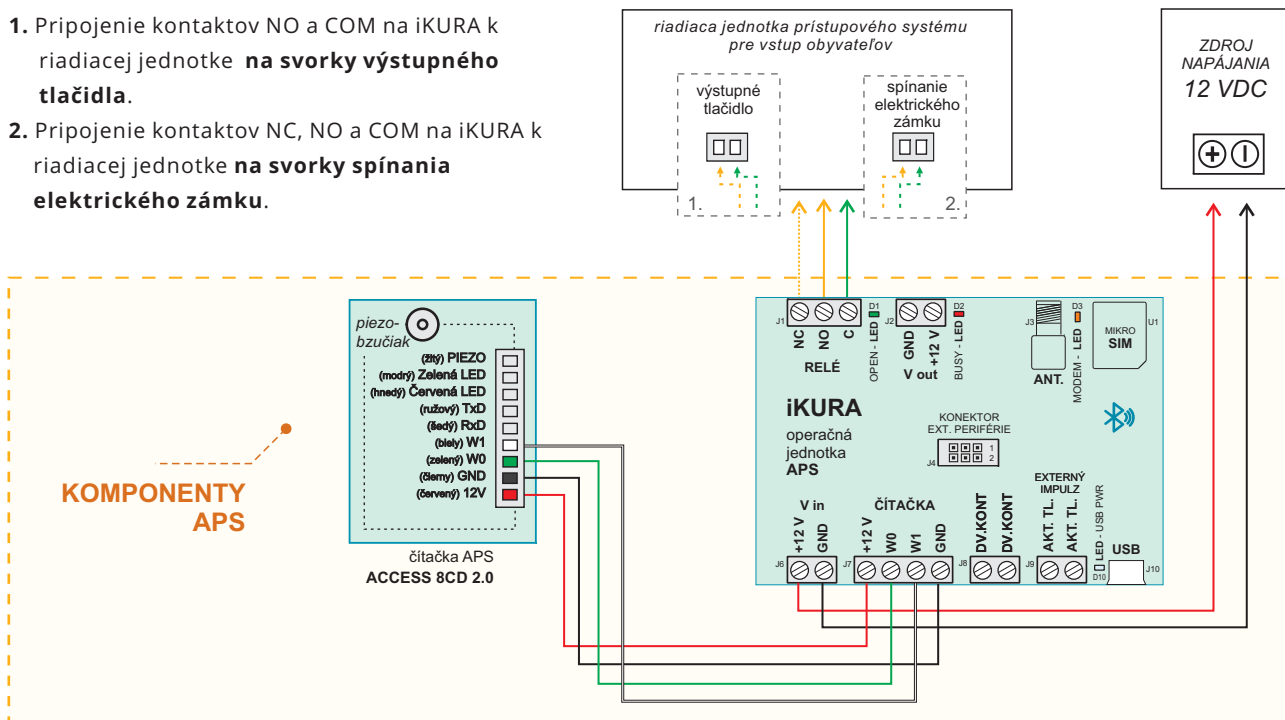 1. Pripojenie kontaktov NO a COM na iKURA k
riadiacej jednotke na svorky výstupného
tlačidla.
2. Pripojenie kontaktov NC, NO a COM na iKURA k
riadiacej jednotke na svorky spínania
elektrického zámku.
riadiaca jednotka prístupového systému
pre vstup obyvateľov
výstupné
tlačidlo
1.
spínanie
elektrického
zámku
2.
ZDROJ
NAPÁJANIA
12 VDC
KOMPONENTY
APS
piezo-
bzučiak
(žltý) PIEZO
(modrý) Zelená LED
(hnedý) Červená LED
(ružový) TxD
(šedý) RxD
(biely) W1
(zelený) W0
(čierny) GND
(červený) 12V
čítačka APS
ACCESS 8CD 2.0
J1
NC
NO
C
RELÉ
D1
OPEN - LED
J2
GND
+12 V
V out
D2
BUSY - LED
J3
ANT.
D3
MODEM - LED
MIKRO
SIM
U1
iKURA
operačná
jednotka
APS
KONEKTOR
EXT. PERIFÉRIE
J4
1
2
V in
+12 V
GND
J6
ČÍTAČKA
+12 V
W0
W1
GND
J7
DV.KONT
DV.KONT
J8
EXTERNÝ
IMPULZ
AKT. TL.
AKT. TL.
J9
LED - USB PWR
D10
USB
J10